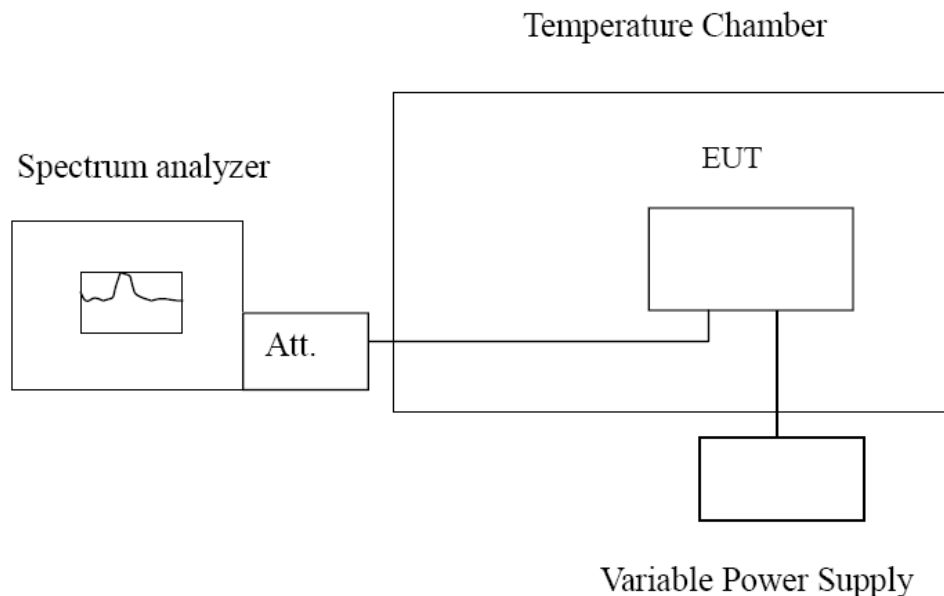 Temperature Chamber
Spectrum analyzer
EUT
Att.
Variable Power Supply